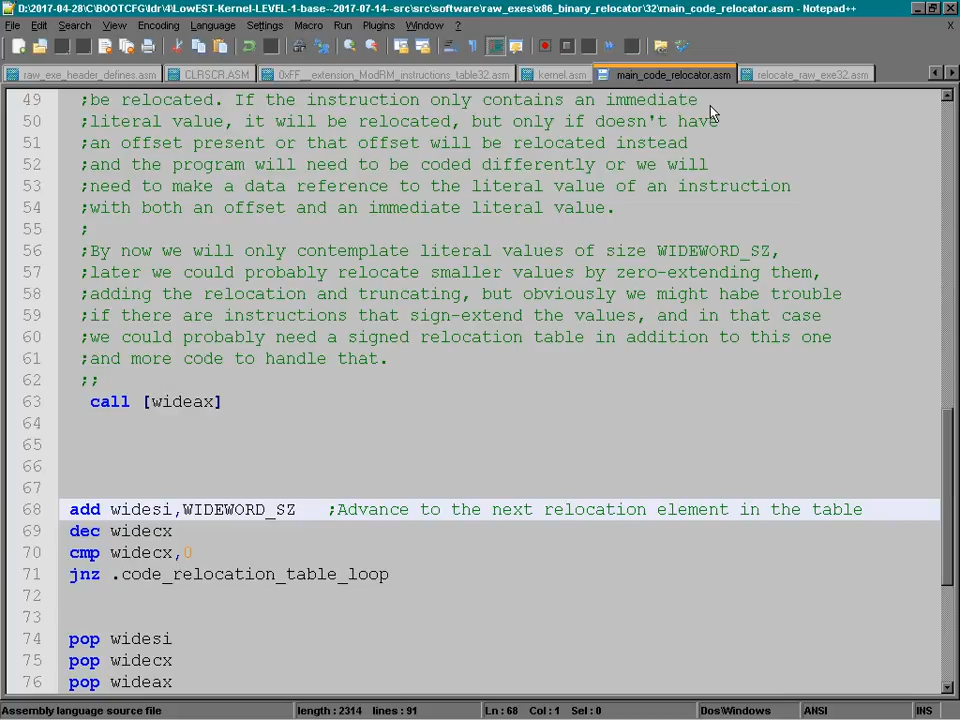 D:\2017-04-28\C\BOOTCFG\ldr\4\LowEST-Kernel-LEVEL-1-base--2017-07-14--src\src\software\raw_exes\x86_binary_relocator\32\main_code_relocator.asm - Notepad++
File Edit Search View Encoding Language Settings Macro Run Plugins Window ? X
raw_exe_header_defines.asm CLRSCR.ASM 0xFF__extension_ModRM_instructions_table32.asm kernel.asm main_code_relocator.asm relocate_raw_exe32.asm
49 ;be relocated. If the instruction only contains an immediate
50 ;literal value, it will be relocated, but only if doesn't have
51 ;an offset present or that offset will be relocated instead
52 ;and the program will need to be coded differently or we will
53 ;need to make a data reference to the literal value of an instruction
54 ;with both an offset and an immediate literal value.
55 ;
56 ;By now we will only contemplate literal values of size WIDEWORD_SZ,
57 ;later we could probably relocate smaller values by zero-extending them,
58 ;adding the relocation and truncating, but obviously we might habe trouble
59 ;if there are instructions that sign-extend the values, and in that case
60 ;we could probably need a signed relocation table in addition to this one
61 ;and more code to handle that.
62 ;;
63 call [wideax]
64
65
66
67
68 add widesi,WIDEWORD_SZ ;Advance to the next relocation element in the table
69 dec widecx
70 cmp widecx,0
71 jnz .code_relocation_table_loop
72
73
74 pop widesi
75 pop widecx
76 pop wideax
Assembly language source file length : 2314 lines : 91 Ln : 68 Col : 1 Sel : 0 Dos\Windows ANSI INS